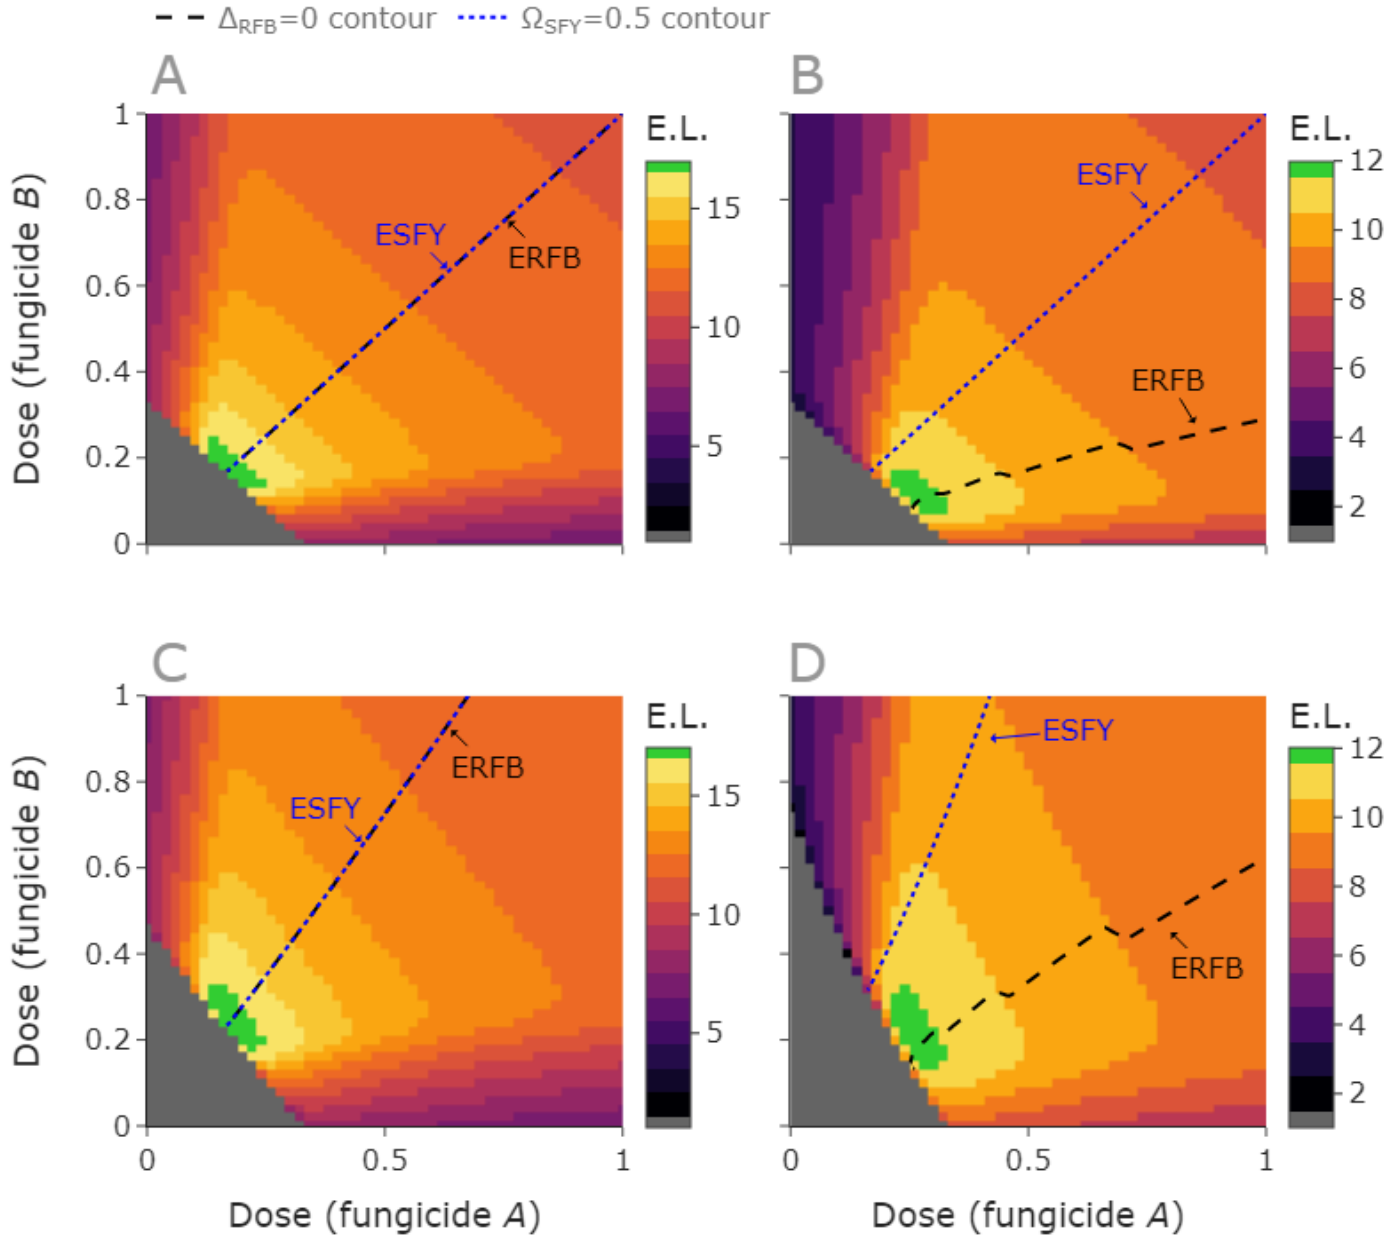 Δ_RFB=0 contour Ω_SFY=0.5 contour
A
B
E.L.
E.L.
1
0.8
0.6
0.4
0.2
0
Dose (fungicide B)
ESFY
ERFB
15
10
5
ESFY
ERFB
12
10
8
6
4
2
C
D
E.L.
E.L.
1
0.8
0.6
0.4
0.2
0
Dose (fungicide B)
ESFY
ERFB
15
10
5
ESFY
ERFB
12
10
8
6
4
2
0 0.5 1
0 0.5 1
Dose (fungicide A)
Dose (fungicide A)